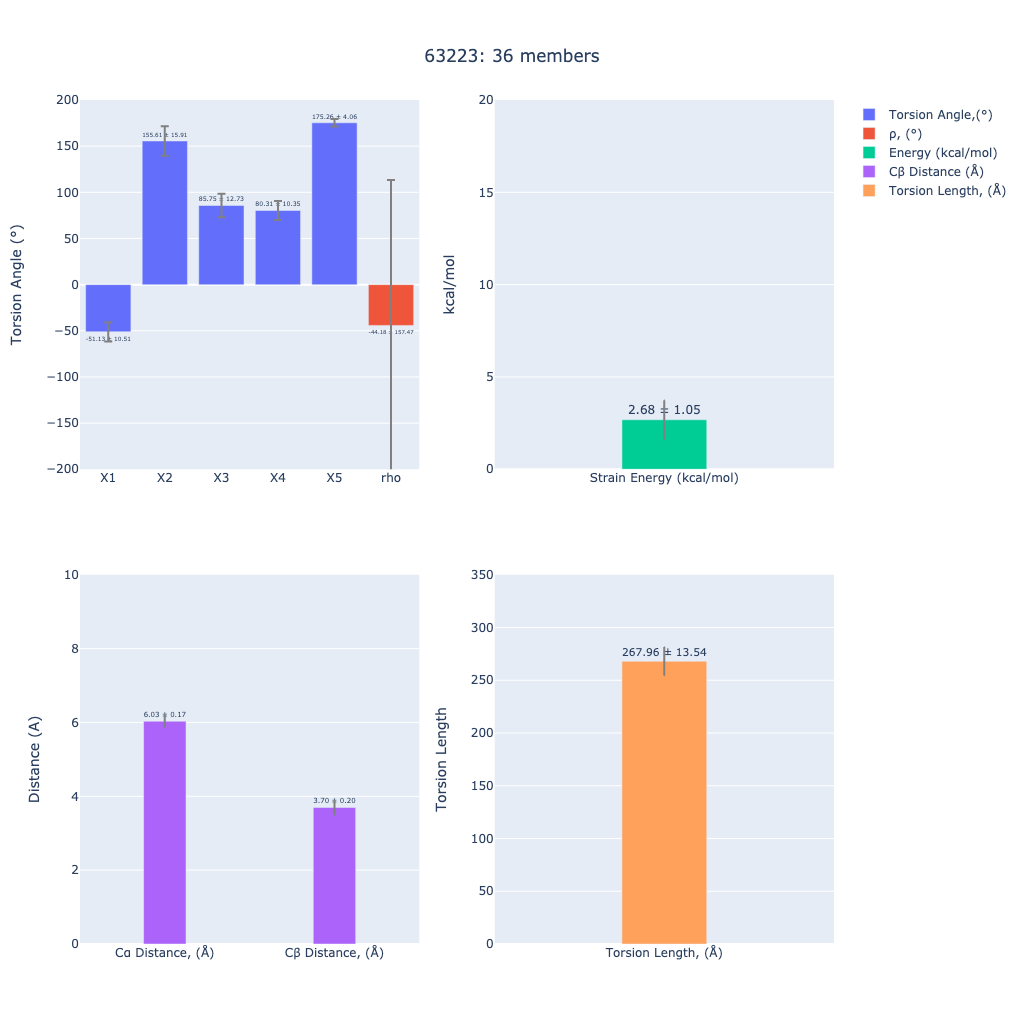 63223: 36 members
Torsion Angle (°)
200
150
100
50
0
−50
−100
−150
−200
-51.13 ± 10.51
155.61 ± 15.91
85.75 ± 12.73
80.31 ± 10.35
175.26 ± 4.06
-44.18 ± 157.47
X1
X2
X3
X4
X5
rho
kcal/mol
20
15
10
5
0
2.68 ± 1.05
Strain Energy (kcal/mol)
Torsion Angle,(°)
ρ, (°)
Energy (kcal/mol)
Cβ Distance (Å)
Torsion Length, (Å)
Distance (A)
10
8
6
4
2
0
6.03 ± 0.17
3.70 ± 0.20
Cα Distance, (Å)
Cβ Distance, (Å)
Torsion Length
350
300
250
200
150
100
50
0
267.96 ± 13.54
Torsion Length, (Å)